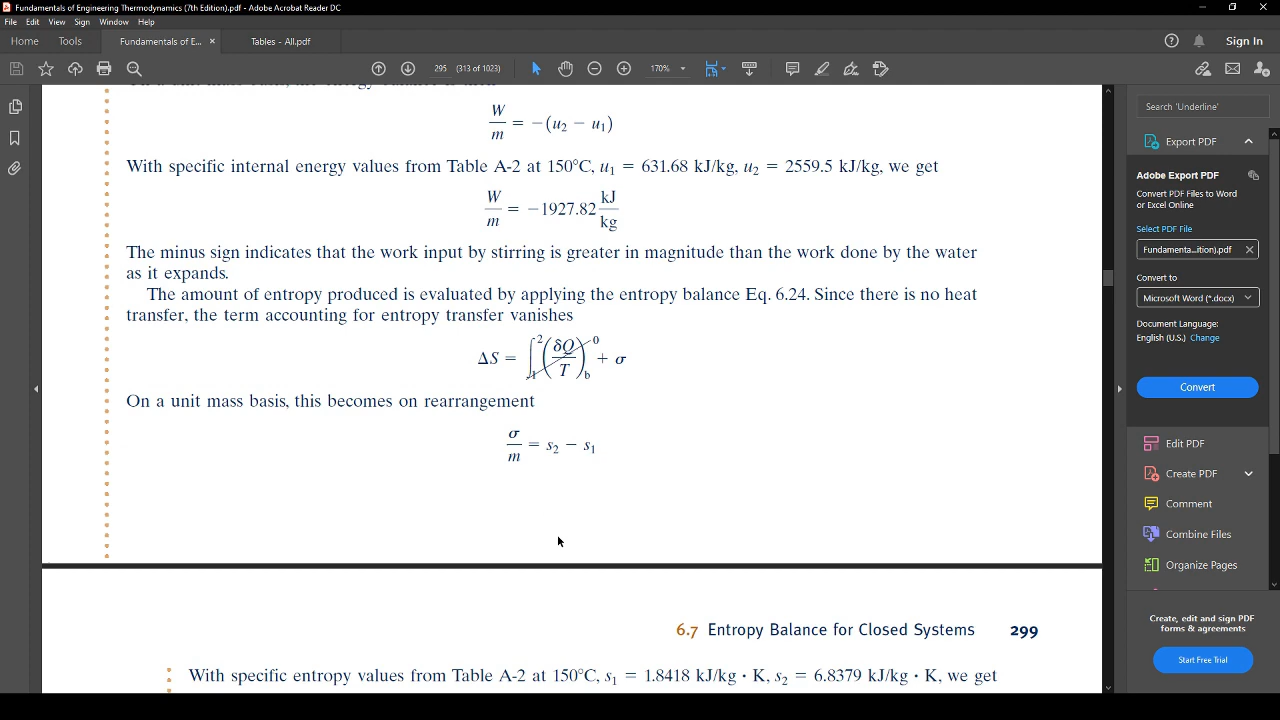 Fundamentals of Engineering Thermodynamics (7th Edition).pdf - Adobe Acrobat Reader DC
File Edit View Sign Window Help
Home Tools Fundamentals of E... × Tables - All.pdf Sign In
295 (313 of 1023) 170%
On a unit mass basis, the energy balance is then
W/m = −(u₂ − u₁)
With specific internal energy values from Table A-2 at 150°C, u₁ = 631.68 kJ/kg, u₂ = 2559.5 kJ/kg, we get
W/m = −1927.82 kJ/kg
The minus sign indicates that the work input by stirring is greater in magnitude than the work done by the water
as it expands.
The amount of entropy produced is evaluated by applying the entropy balance Eq. 6.24. Since there is no heat
transfer, the term accounting for entropy transfer vanishes
ΔS = ∫₁² (δQ/T)_b⁰ + σ
On a unit mass basis, this becomes on rearrangement
σ/m = s₂ − s₁
6.7 Entropy Balance for Closed Systems 299
With specific entropy values from Table A-2 at 150°C, s₁ = 1.8418 kJ/kg · K, s₂ = 6.8379 kJ/kg · K, we get
Search 'Underline'
Export PDF
Adobe Export PDF
Convert PDF Files to Word
or Excel Online
Select PDF File
Fundamenta...ition).pdf ×
Convert to
Microsoft Word (*.docx)
Document Language:
English (U.S.) Change
Convert
Edit PDF
Create PDF
Comment
Combine Files
Organize Pages
Create, edit and sign PDF
forms & agreements
Start Free Trial